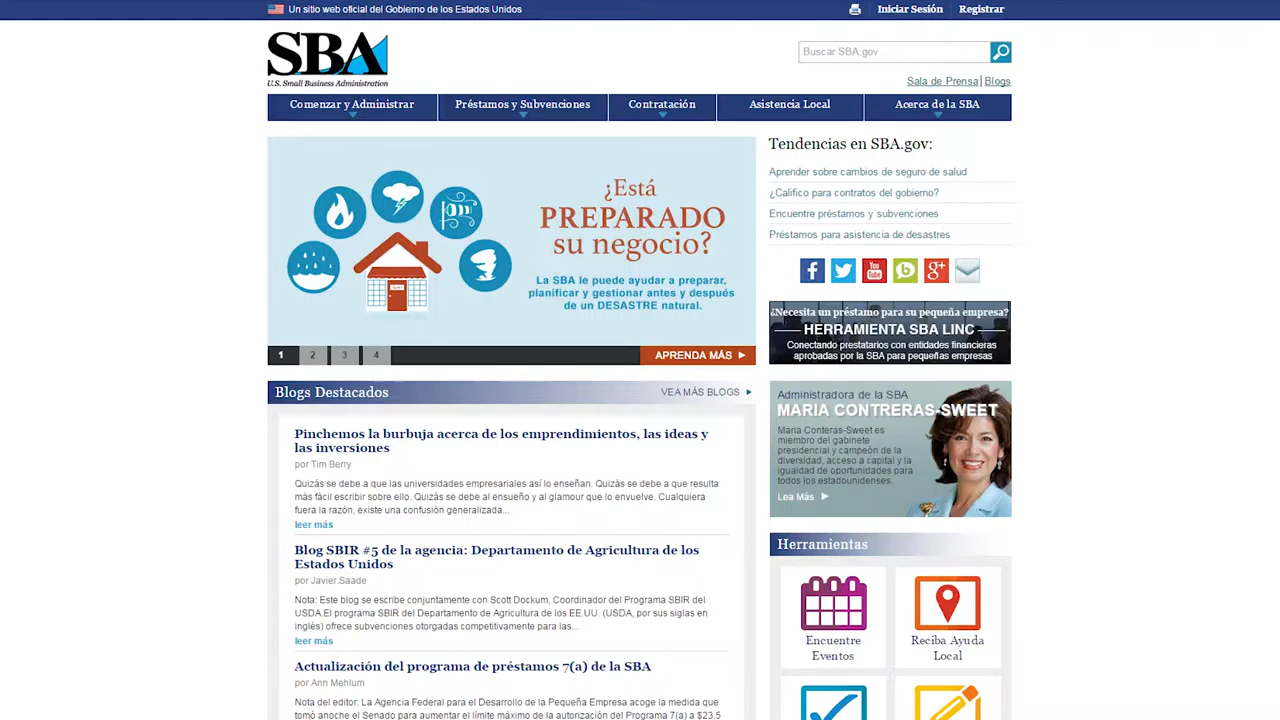 Un sitio web oficial del Gobierno de los Estados Unidos
Iniciar Sesión
Registrar
SBA
U.S. Small Business Administration
Buscar SBA.gov
Sala de Prensa| Blogs
Comenzar y Administrar
Préstamos y Subvenciones
Contratación
Asistencia Local
Acerca de la SBA
¿Está
PREPARADO
su negocio?
La SBA le puede ayudar a preparar,
planificar y gestionar antes y después
de un DESASTRE natural.
1 2 3 4
APRENDA MÁS
Tendencias en SBA.gov:
Aprender sobre cambios de seguro de salud
¿Califico para contratos del gobierno?
Encuentre préstamos y subvenciones
Préstamos para asistencia de desastres
You Tube
¿Necesita un préstamo para su pequeña empresa?
HERRAMIENTA SBA LINC
Conectando prestatarios con entidades financieras
aprobadas por la SBA para pequeñas empresas
Blogs Destacados
VEA MÁS BLOGS
Pinchemos la burbuja acerca de los emprendimientos, las ideas y
las inversiones
por Tim Berry
Quizás se debe a que las universidades empresariales así lo enseñan. Quizás se debe a que resulta
más fácil escribir sobre ello. Quizás se debe al ensueño y al glamour que lo envuelve. Cualquiera
fuera la razón, existe una confusión generalizada...
leer más
Blog SBIR #5 de la agencia: Departamento de Agricultura de los
Estados Unidos
por Javier.Saade
Nota: Este blog se escribe conjuntamente con Scott Dockum, Coordinador del Programa SBIR del
USDA.El programa SBIR del Departamento de Agricultura de los EE.UU. (USDA, por sus siglas en
inglés) ofrece subvenciones otorgadas competitivamente para las...
leer más
Actualización del programa de préstamos 7(a) de la SBA
por Ann Mehlum
Nota del editor: La Agencia Federal para el Desarrollo de la Pequeña Empresa acoge la medida que
tomó anoche el Senado para aumentar el límite máximo de la autorización del Programa 7(a) a $23.5
Administradora de la SBA
MARIA CONTRERAS-SWEET
Maria Conteras-Sweet es
miembro del gabinete
presidencial y campeón de la
diversidad, acceso a capital y la
igualdad de oportunidades para
todos los estadounidenses.
Lea Más
Herramientas
Encuentre
Eventos
Reciba Ayuda
Local